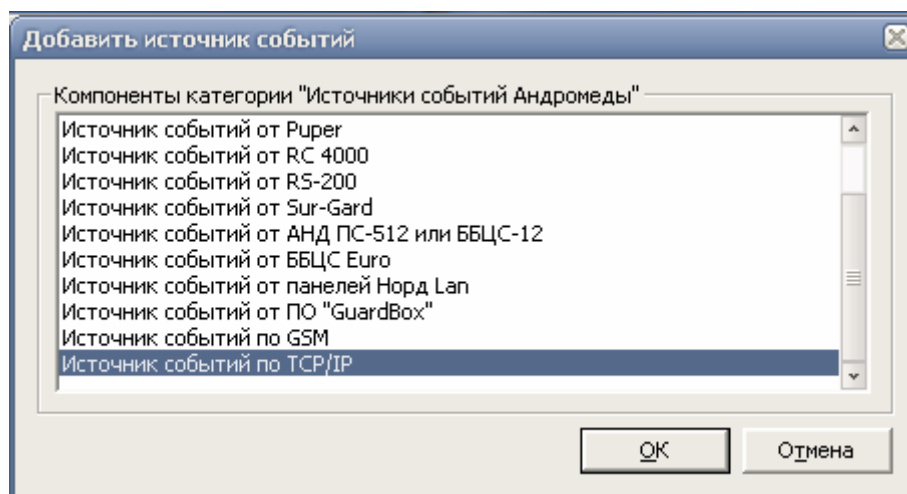 Добавить источник событий
Компоненты категории "Источники событий Андромеды"
Источник событий от Puper
Источник событий от RC 4000
Источник событий от RS-200
Источник событий от Sur-Gard
Источник событий от АНД ПС-512 или ББЦС-12
Источник событий от ББЦС Euro
Источник событий от панелей Норд Lan
Источник событий от ПО "GuardBox"
Источник событий по GSM
Источник событий по TCP/IP
OK Отмена